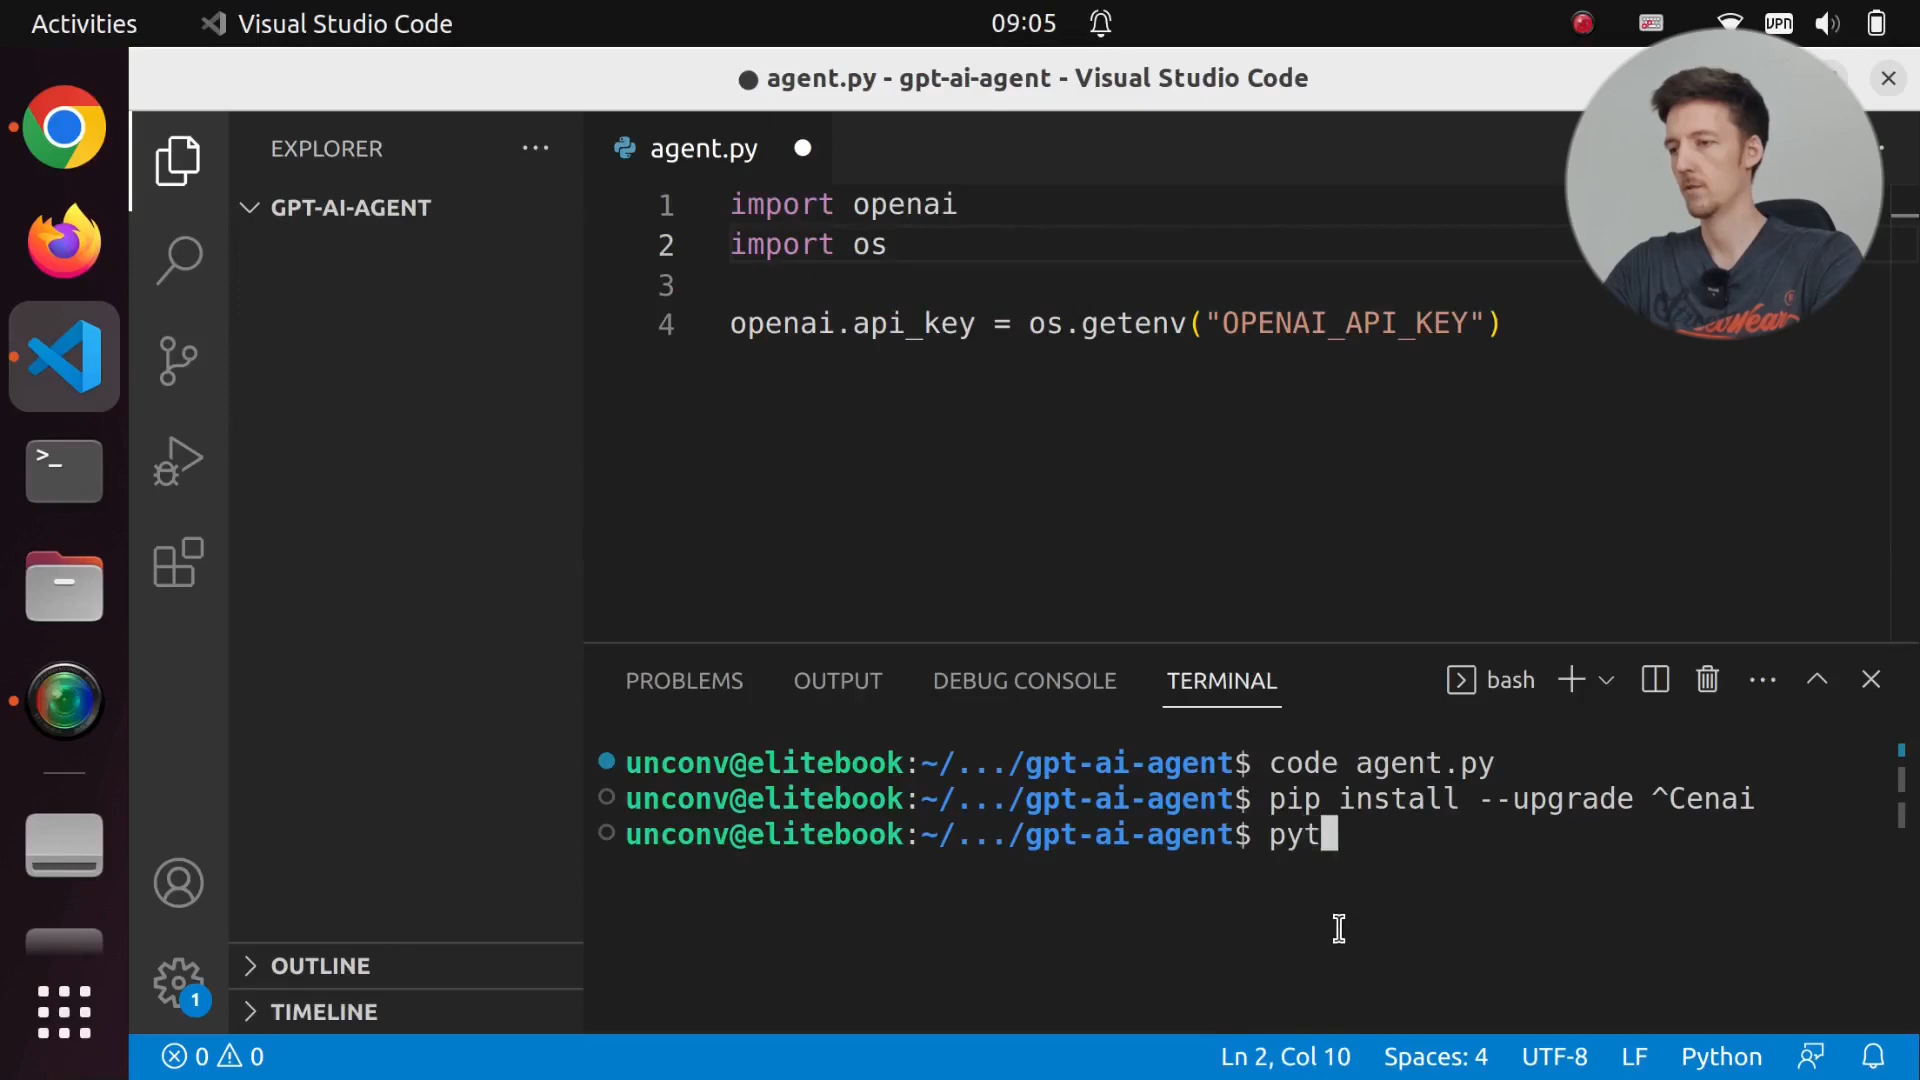 Activities
Visual Studio Code
09:05
VPN
● agent.py - gpt-ai-agent - Visual Studio Code
EXPLORER
GPT-AI-AGENT
agent.py
1 import openai
2 import os
3
4 openai.api_key = os.getenv("OPENAI_API_KEY")
PROBLEMS
OUTPUT
DEBUG CONSOLE
TERMINAL
bash
unconv@elitebook:~/.../gpt-ai-agent$ code agent.py
unconv@elitebook:~/.../gpt-ai-agent$ pip install --upgrade ^Cenai
unconv@elitebook:~/.../gpt-ai-agent$ pyt
OUTLINE
TIMELINE
1
0 0
Ln 2, Col 10
Spaces: 4
UTF-8
LF
Python